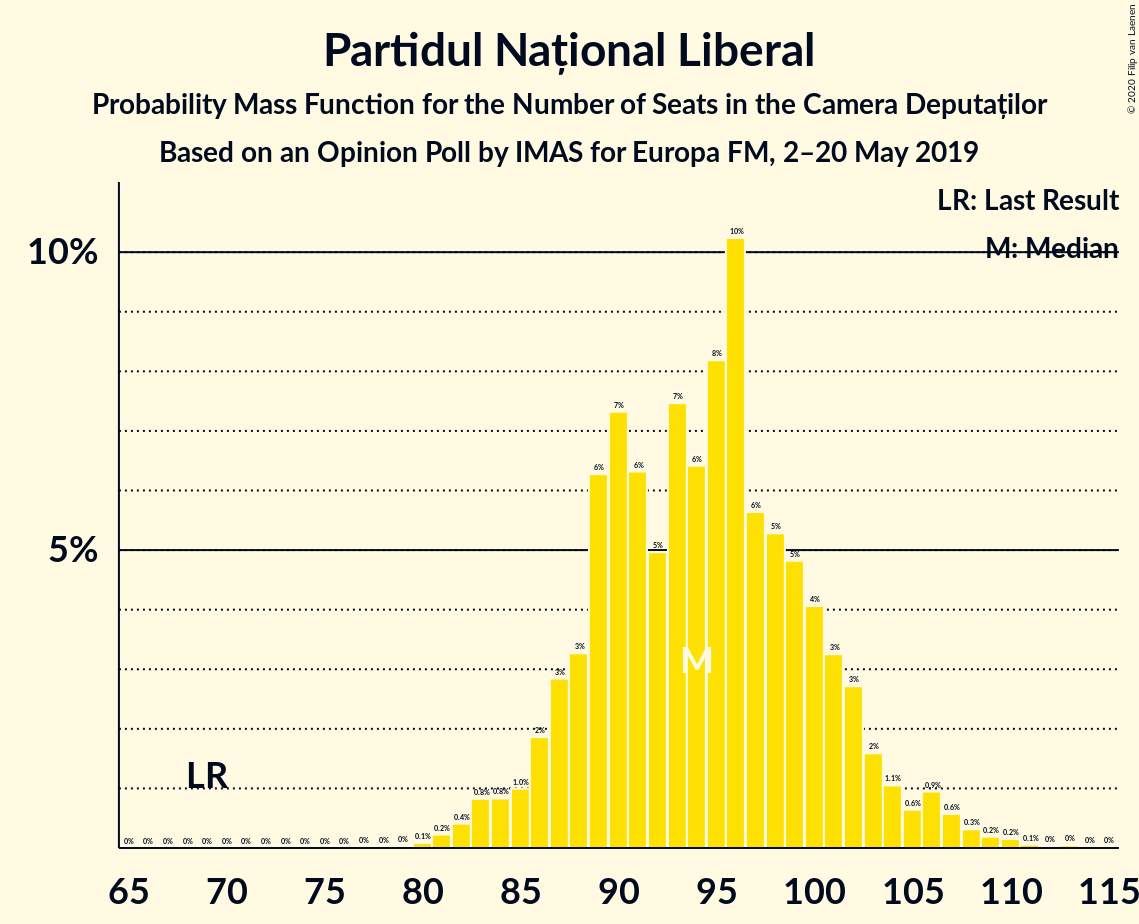 Partidul Național Liberal
Probability Mass Function for the Number of Seats in the Camera Deputaților
Based on an Opinion Poll by IMAS for Europa FM, 2–20 May 2019
© 2020 Filip van Laenen
LR: Last Result
M: Median
10%
5%
0% 0% 0% 0% 0% 0% 0% 0% 0% 0% 0% 0% 0% 0% 0% 0.1% 0.2% 0.4% 0.8% 0.8% 1.0% 2% 3% 3% 6% 7% 6% 5% 7% 6% 8% 10% 6% 5% 5% 4% 3% 3% 2% 1.1% 0.6% 0.9% 0.6% 0.3% 0.2% 0.2% 0.1% 0% 0% 0% 0%
M
LR
65 70 75 80 85 90 95 100 105 110 115